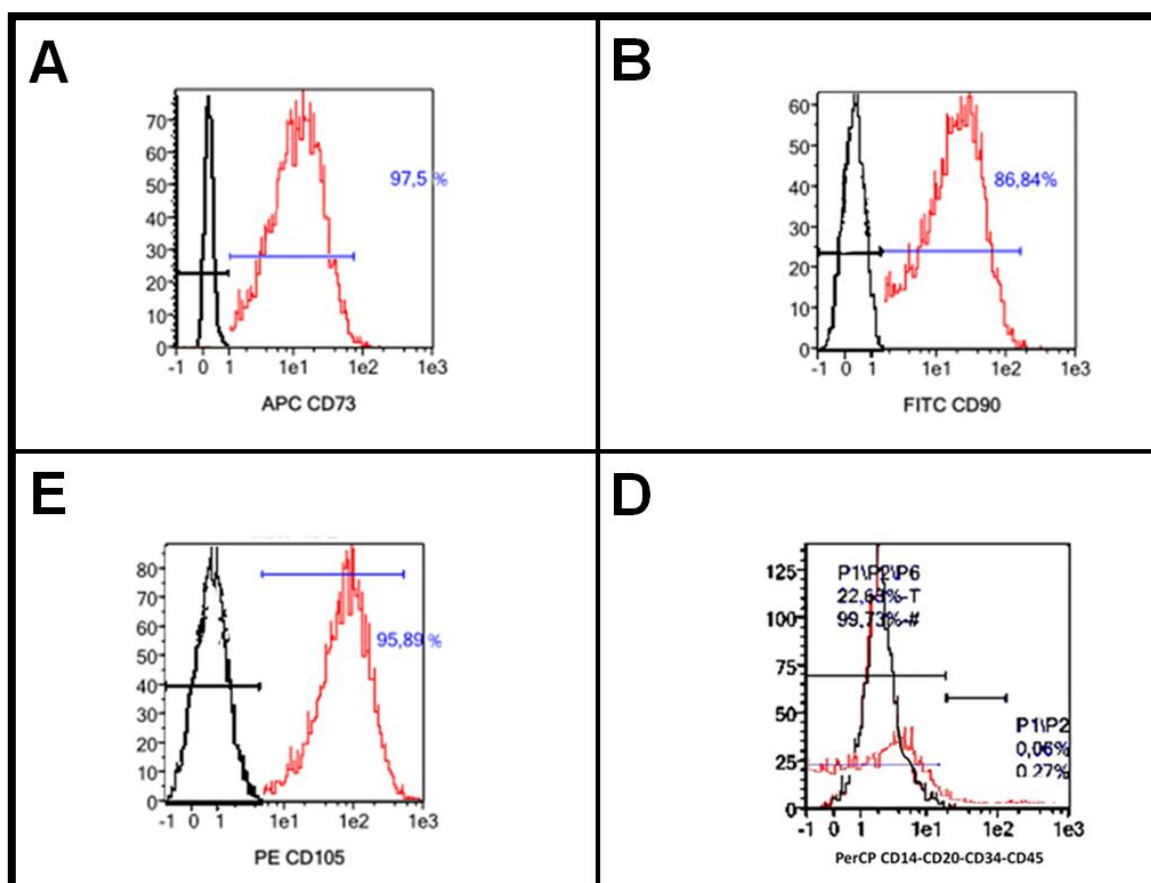 A
70
60
50
40
30
20
10
0
97,5 %
-1 0 1 1e1 1e2 1e3
APC CD73
B
60
50
40
30
20
10
0
86,84%
-1 0 1 1e1 1e2 1e3
FITC CD90
E
80
70
60
50
40
30
20
10
0
95,89 %
-1 0 1 1e1 1e2 1e3
PE CD105
D
125
100
75
50
25
0
P1\P2\P6
22,63%-T
99,73%-#
P1\P2
0,06%
0,27%
-1 0 1 1e1 1e2 1e3
PerCP CD14-CD20-CD34-CD45